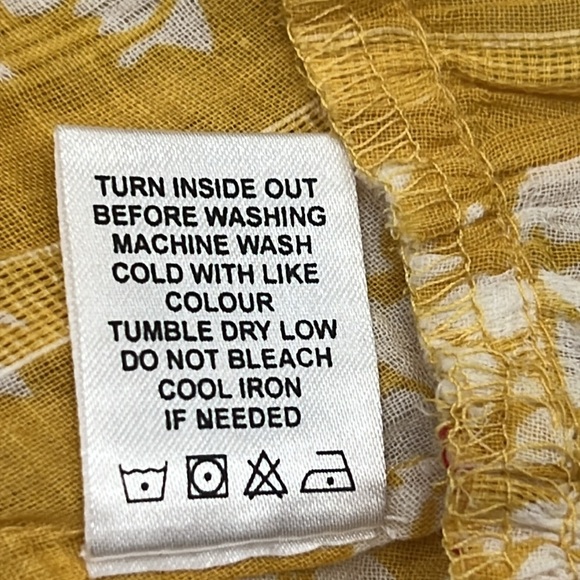 TURN INSIDE OUT
BEFORE WASHING
MACHINE WASH
COLD WITH LIKE
COLOUR
TUMBLE DRY LOW
DO NOT BLEACH
COOL IRON
IF NEEDED